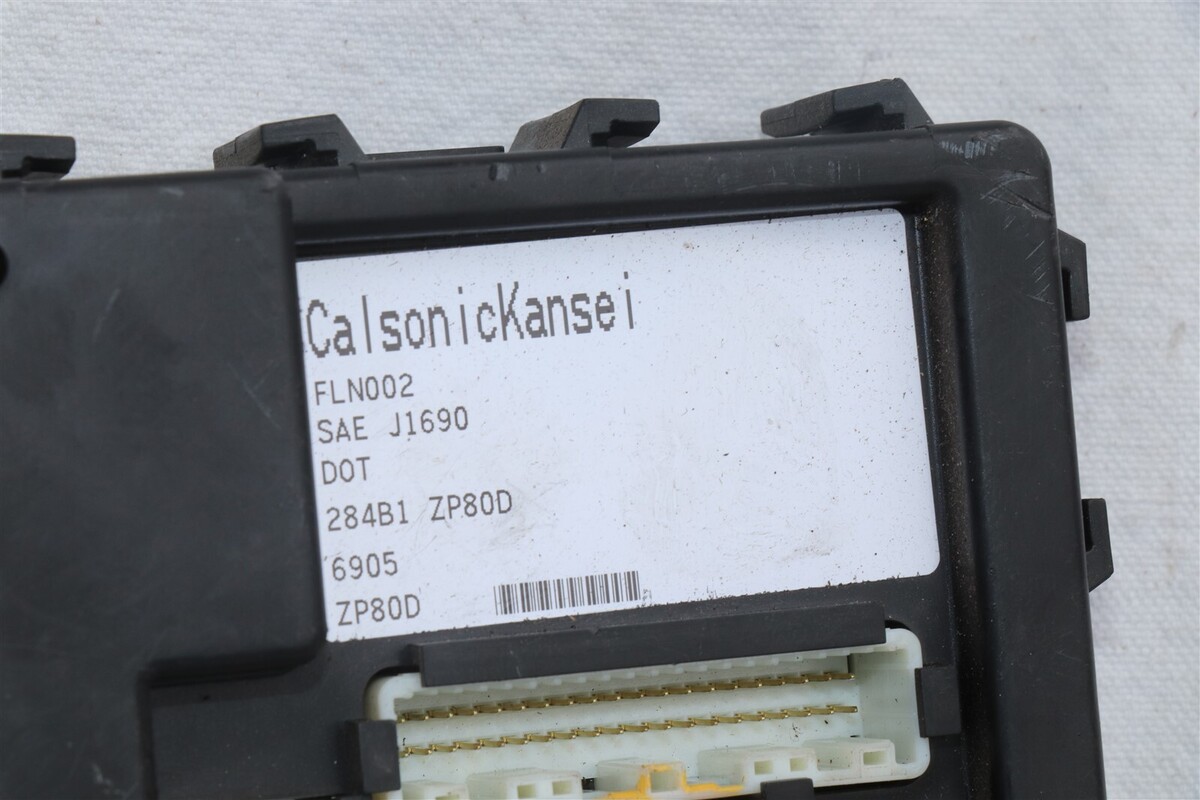 CalsonicKansei
FLN002
SAE J1690
DOT
284B1 ZP80D
6905
ZP80D